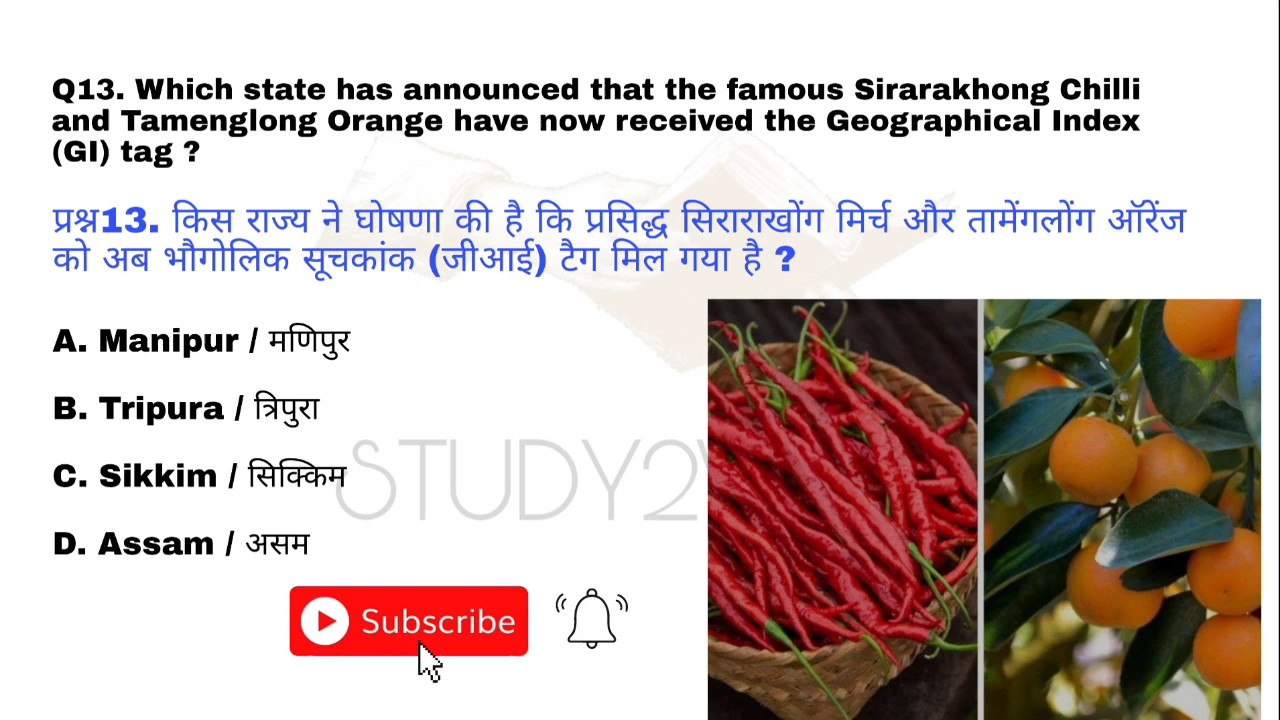 Q13. Which state has announced that the famous Sirarakhong Chilli
and Tamenglong Orange have now received the Geographical Index
(GI) tag ?
प्रश्न13. किस राज्य ने घोषणा की है कि प्रसिद्ध सिराराखोंग मिर्च और तामेंगलोंग ऑरेंज
को अब भौगोलिक सूचकांक (जीआई) टैग मिल गया है ?
A. Manipur / मणिपुर
B. Tripura / त्रिपुरा
C. Sikkim / सिक्किम
D. Assam / असम
STUDY2
Subscribe